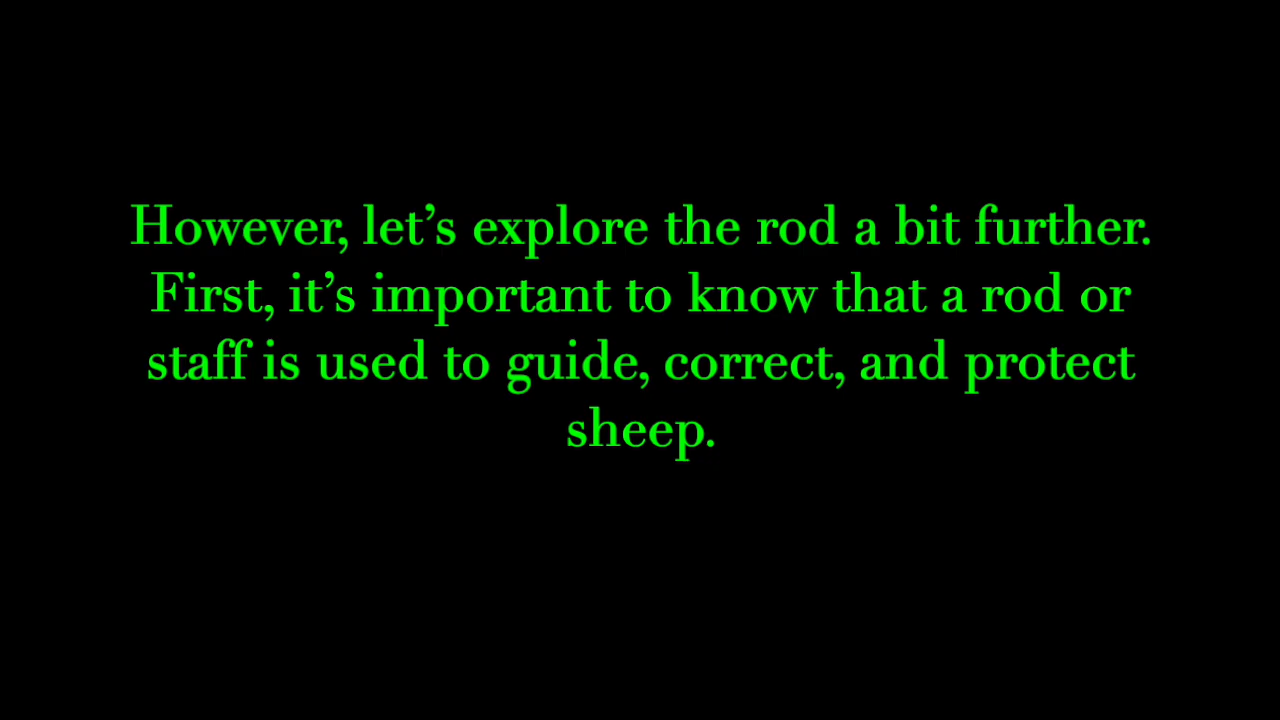 However, let’s explore the rod a bit further.
First, it’s important to know that a rod or
staff is used to guide, correct, and protect
sheep.